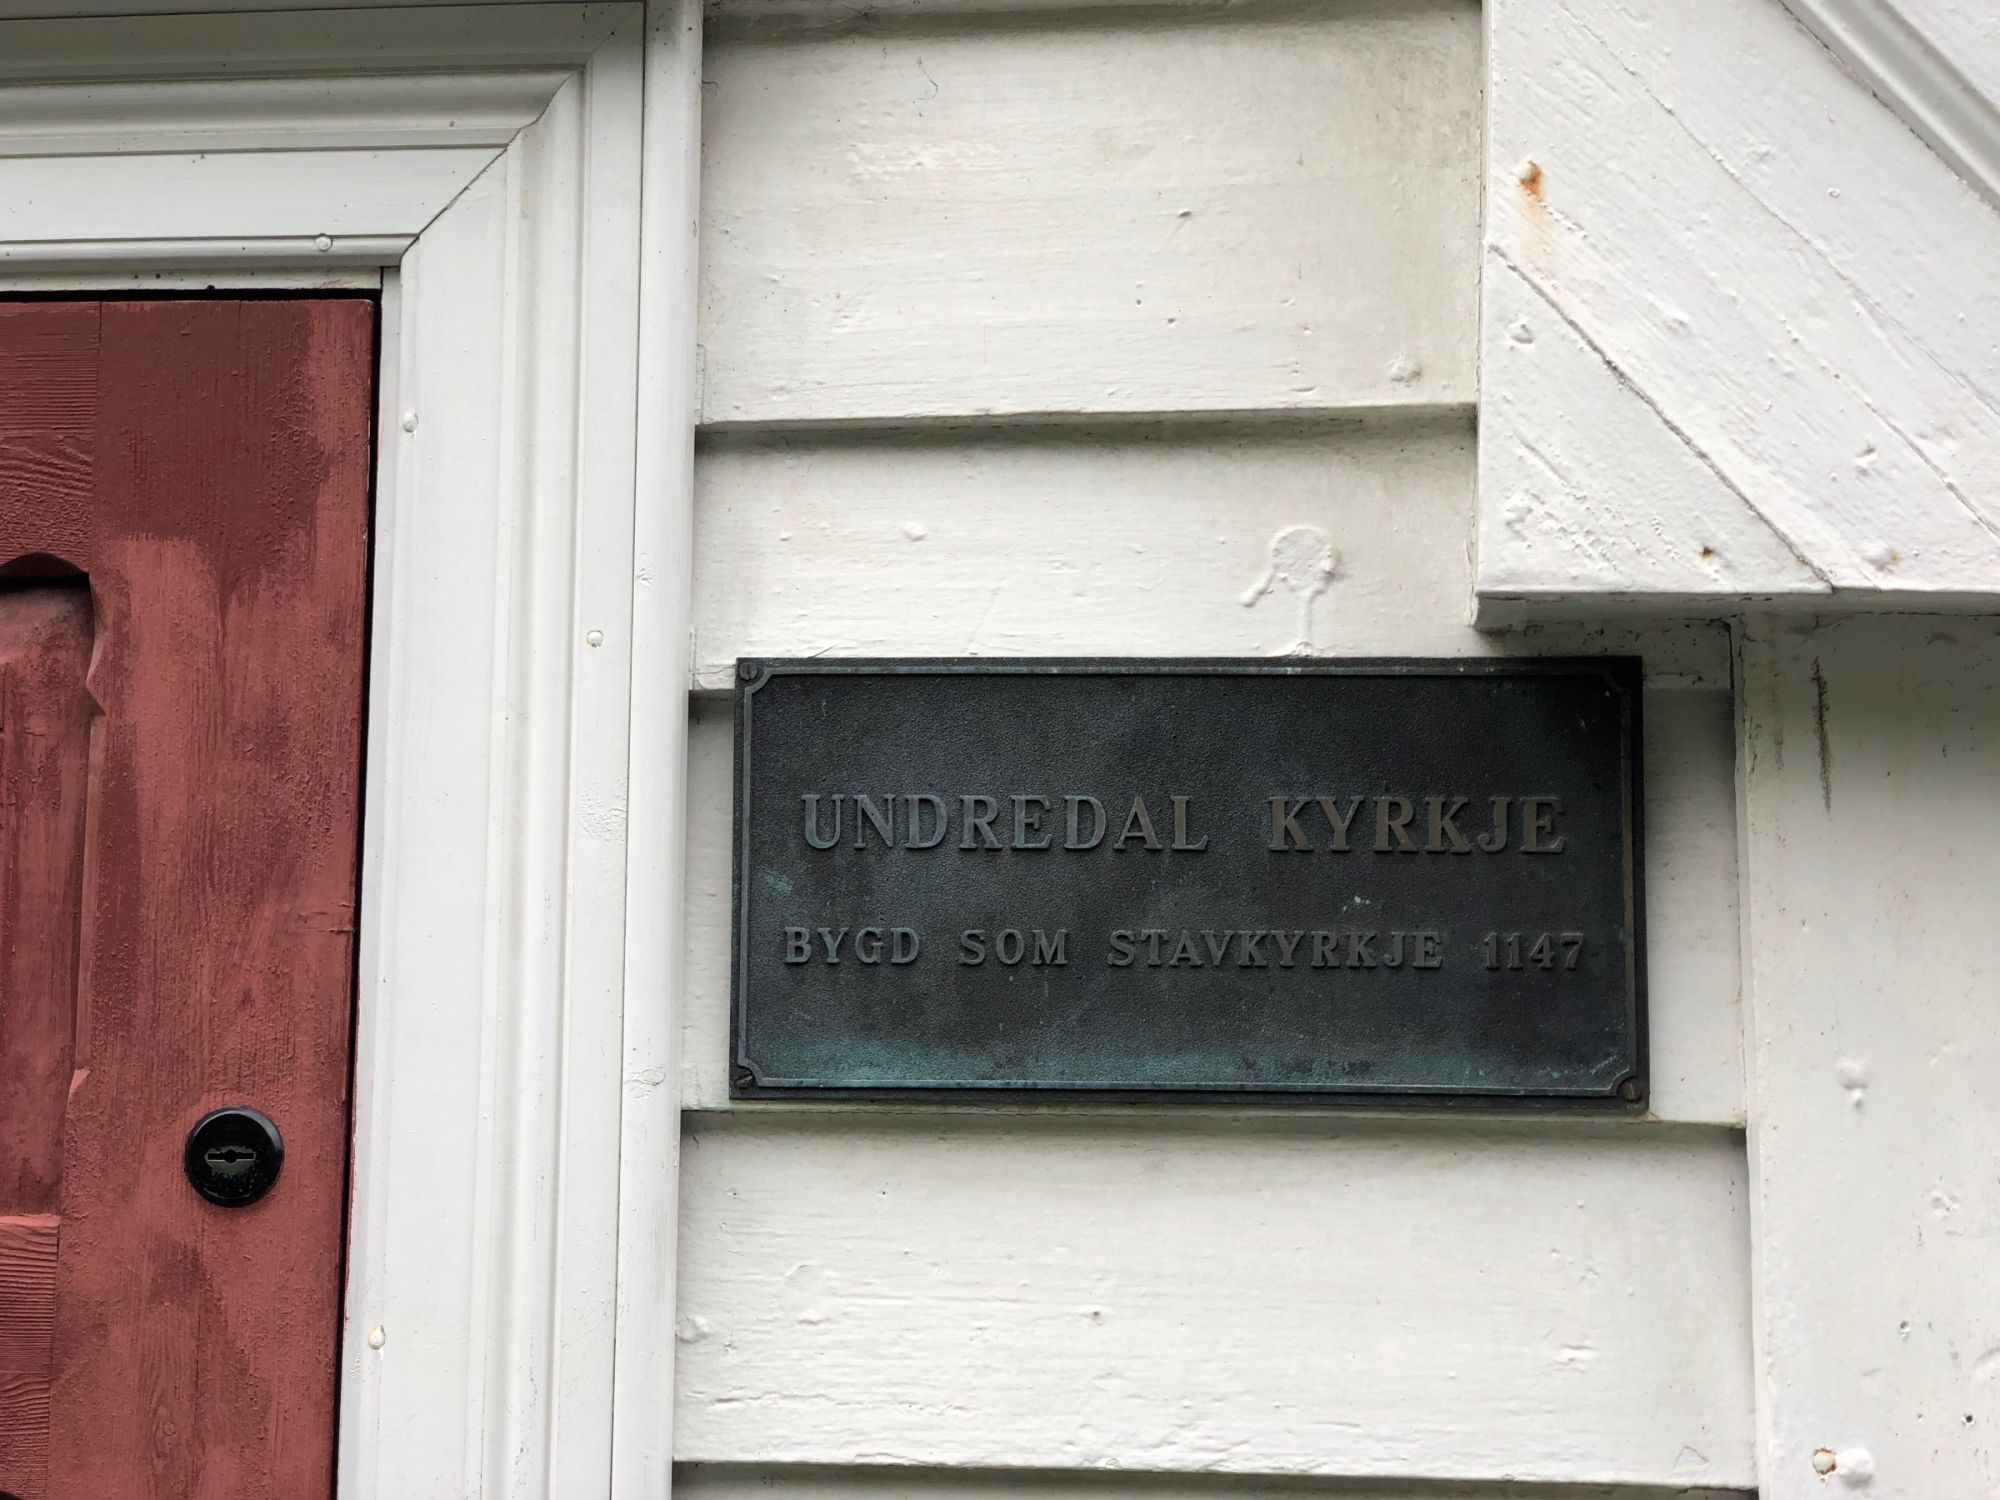 UNDREDAL KYRKJE
BYGD SOM STAVKYRKJE 1147